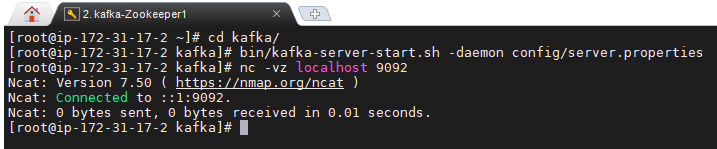 2. kafka-Zookeeper1
[root@ip-172-31-17-2 ~]# cd kafka/
[root@ip-172-31-17-2 kafka]# bin/kafka-server-start.sh -daemon config/server.properties
[root@ip-172-31-17-2 kafka]# nc -vz localhost 9092
Ncat: Version 7.50 ( https://nmap.org/ncat )
Ncat: Connected to ::1:9092.
Ncat: 0 bytes sent, 0 bytes received in 0.01 seconds.
[root@ip-172-31-17-2 kafka]#